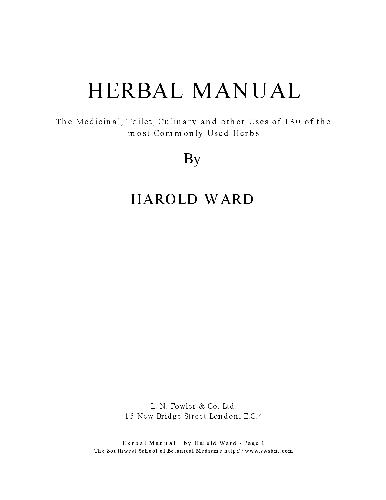 HERBAL MANUAL
The Medicinal, Toilet, Culinary and other Uses of 130 of the
most Commonly Used Herbs
By
HAROLD WARD
L. N. Fowler & Co. Ltd
15 New Bridge Street London, E.C.4
Herbal Manual by Harold Ward - Page 1
The Southwest School of Botanical Medicine http://www.swsbm.com